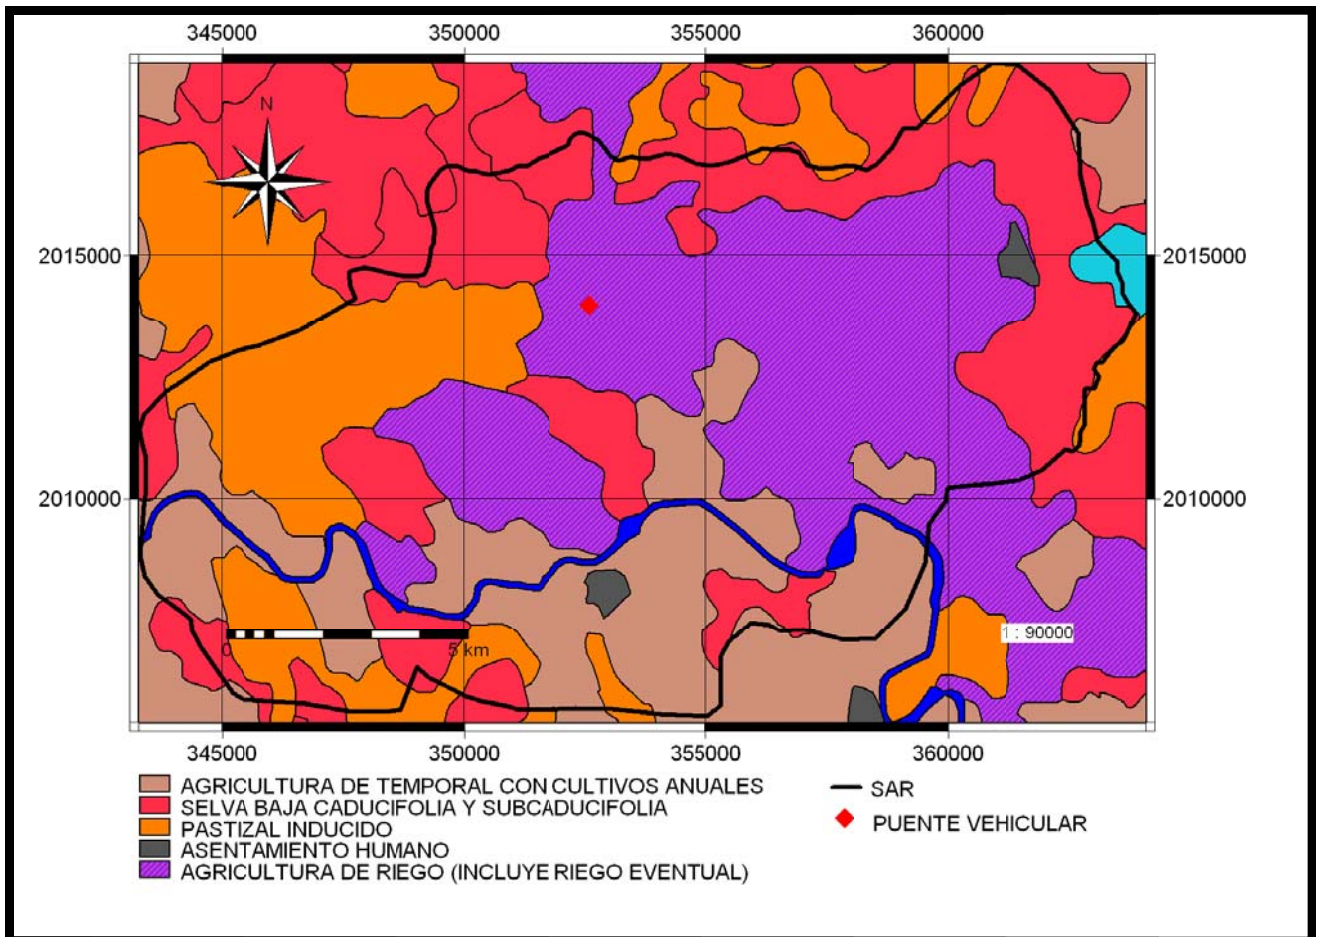 345000 350000 355000 360000
N
2015000 2015000
2010000 2010000
1 : 90000
0 5 km
345000 350000 355000 360000
AGRICULTURA DE TEMPORAL CON CULTIVOS ANUALES
SELVA BAJA CADUCIFOLIA Y SUBCADUCIFOLIA
PASTIZAL INDUCIDO
ASENTAMIENTO HUMANO
AGRICULTURA DE RIEGO (INCLUYE RIEGO EVENTUAL)
SAR
PUENTE VEHICULAR